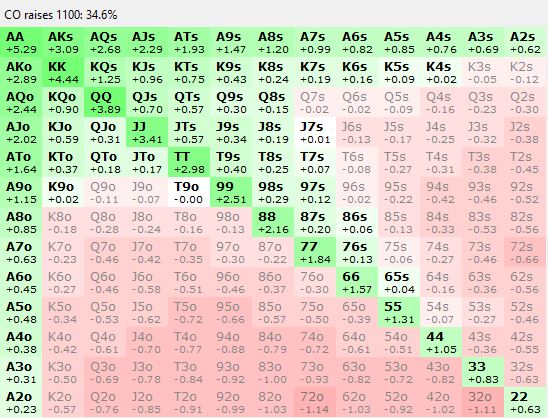 CO raises 1100: 34.6%
AA AKs AQs AJs ATs A9s A8s A7s A6s A5s A4s A3s A2s
+5.29 +3.09 +2.68 +2.29 +1.93 +1.47 +1.20 +0.99 +0.82 +0.85 +0.76 +0.69 +0.62
AKo KK KQs KJs KTs K9s K8s K7s K6s K5s K4s K3s K2s
+2.89 +4.44 +1.25 +0.96 +0.75 +0.43 +0.24 +0.19 +0.16 +0.09 +0.02 -0.05 -0.12
AQo KQo QQ QJs QTs Q9s Q8s Q7s Q6s Q5s Q4s Q3s Q2s
+2.44 +0.90 +3.89 +0.70 +0.57 +0.30 +0.15 -0.02 -0.02 -0.09 -0.16 -0.23 -0.30
AJo KJo QJo JJ JTs J9s J8s J7s J6s J5s J4s J3s J2s
+2.02 +0.59 +0.31 +3.41 +0.57 +0.34 +0.19 +0.01 -0.13 -0.17 -0.25 -0.32 -0.38
ATo KTo QTo JTo TT T9s T8s T7s T6s T5s T4s T3s T2s
+1.64 +0.37 +0.18 +0.17 +2.98 +0.40 +0.25 +0.07 -0.08 -0.27 -0.31 -0.38 -0.45
A9o K9o Q9o J9o T9o 99 98s 97s 96s 95s 94s 93s 92s
+1.15 +0.02 -0.11 -0.07 -0.00 +2.51 +0.29 +0.12 -0.02 -0.22 -0.42 -0.46 -0.52
A8o K8o Q8o J8o T8o 98o 88 87s 86s 85s 84s 83s 82s
+0.85 -0.18 -0.28 -0.24 -0.16 -0.13 +2.16 +0.20 +0.06 -0.13 -0.33 -0.53 -0.56
A7o K7o Q7o J7o T7o 97o 87o 77 76s 75s 74s 73s 72s
+0.63 -0.23 -0.46 -0.42 -0.35 -0.30 -0.22 +1.84 +0.13 -0.06 -0.27 -0.46 -0.66
A6o K6o Q6o J6o T6o 96o 86o 76o 66 65s 64s 63s 62s
+0.45 -0.27 -0.46 -0.58 -0.51 -0.46 -0.37 -0.30 +1.57 +0.04 -0.16 -0.36 -0.56
A5o K5o Q5o J5o T5o 95o 85o 75o 65o 55 54s 53s 52s
+0.48 -0.34 -0.53 -0.62 -0.72 -0.66 -0.57 -0.50 -0.39 +1.31 -0.07 -0.27 -0.46
A4o K4o Q4o J4o T4o 94o 84o 74o 64o 54o 44 43s 42s
+0.38 -0.42 -0.61 -0.70 -0.77 -0.88 -0.79 -0.72 -0.61 -0.51 +1.05 -0.36 -0.55
A3o K3o Q3o J3o T3o 93o 83o 73o 63o 53o 43o 33 32s
+0.31 -0.50 -0.69 -0.78 -0.84 -0.92 -1.00 -0.93 -0.82 -0.72 -0.82 +0.83 -0.63
A2o K2o Q2o J2o T2o 92o 82o 72o 62o 52o 42o 32o 22
+0.23 -0.57 -0.76 -0.85 -0.91 -0.99 -1.03 -1.14 -1.03 -0.92 -1.03 -1.11 +0.63